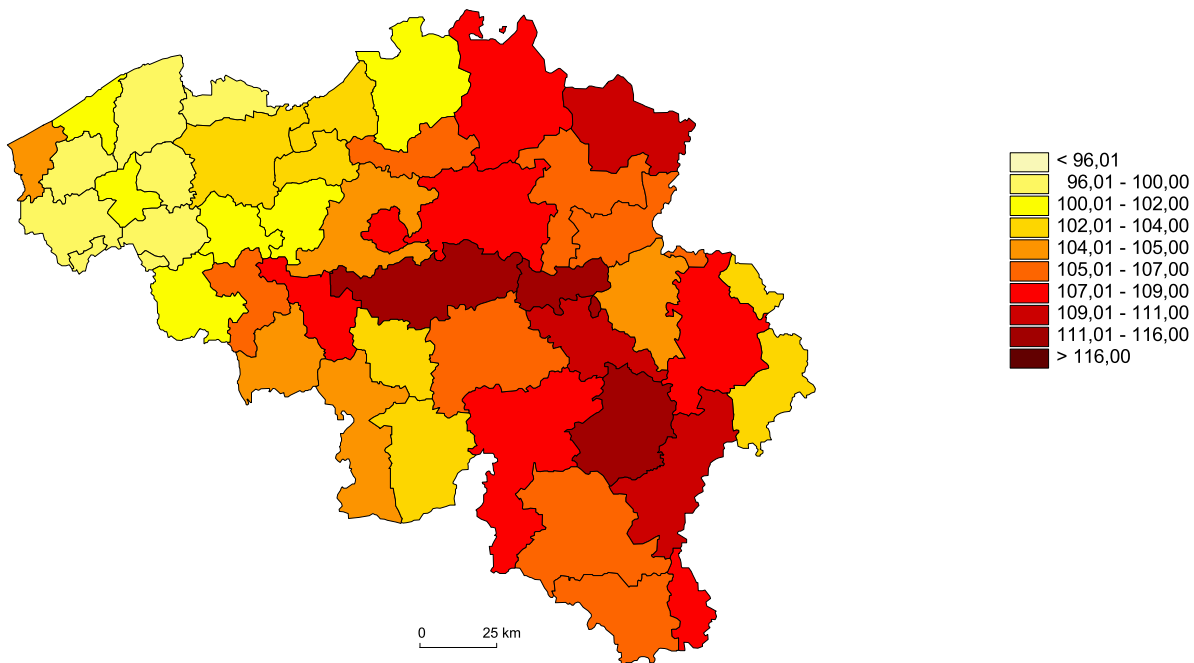 < 96,01
96,01 - 100,00
100,01 - 102,00
102,01 - 104,00
104,01 - 105,00
105,01 - 107,00
107,01 - 109,00
109,01 - 111,00
111,01 - 116,00
> 116,00
0 25 km